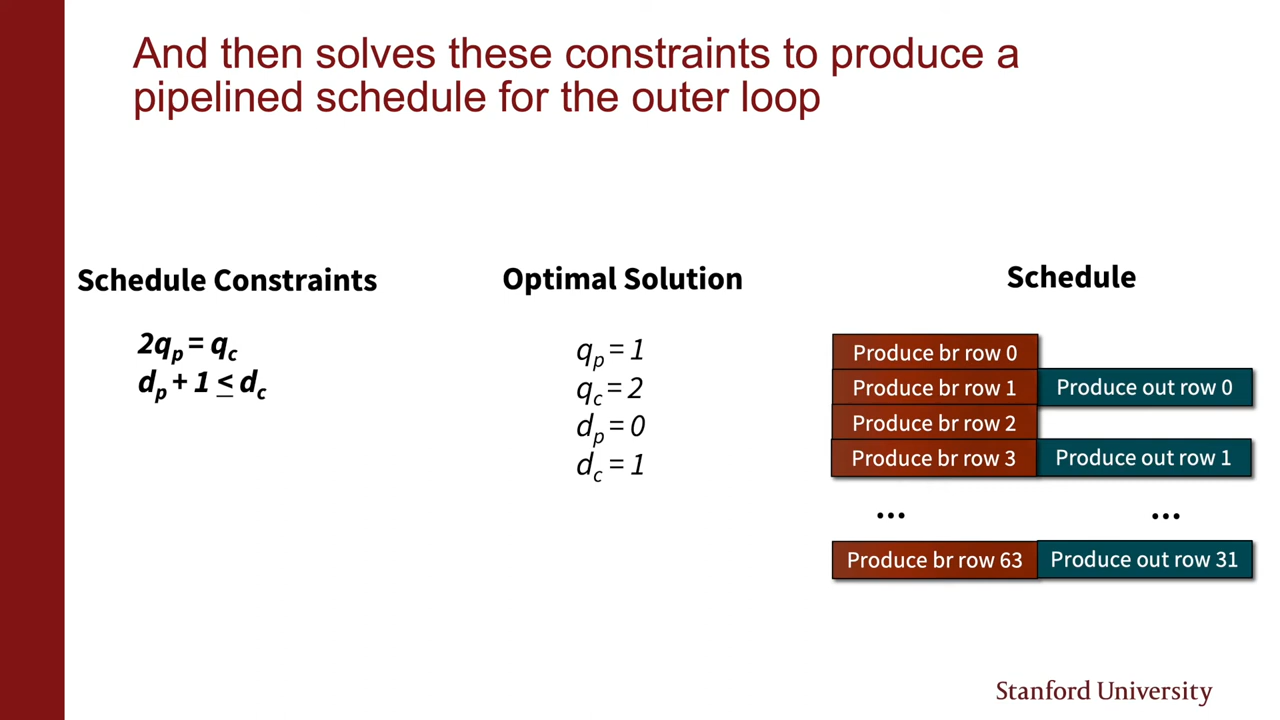 And then solves these constraints to produce a
pipelined schedule for the outer loop
Schedule Constraints
2qp = qc
dp + 1 ≤ dc
Optimal Solution
qp = 1
qc = 2
dp = 0
dc = 1
Schedule
Produce br row 0
Produce br row 1 Produce out row 0
Produce br row 2
Produce br row 3 Produce out row 1
... ...
Produce br row 63 Produce out row 31
Stanford University